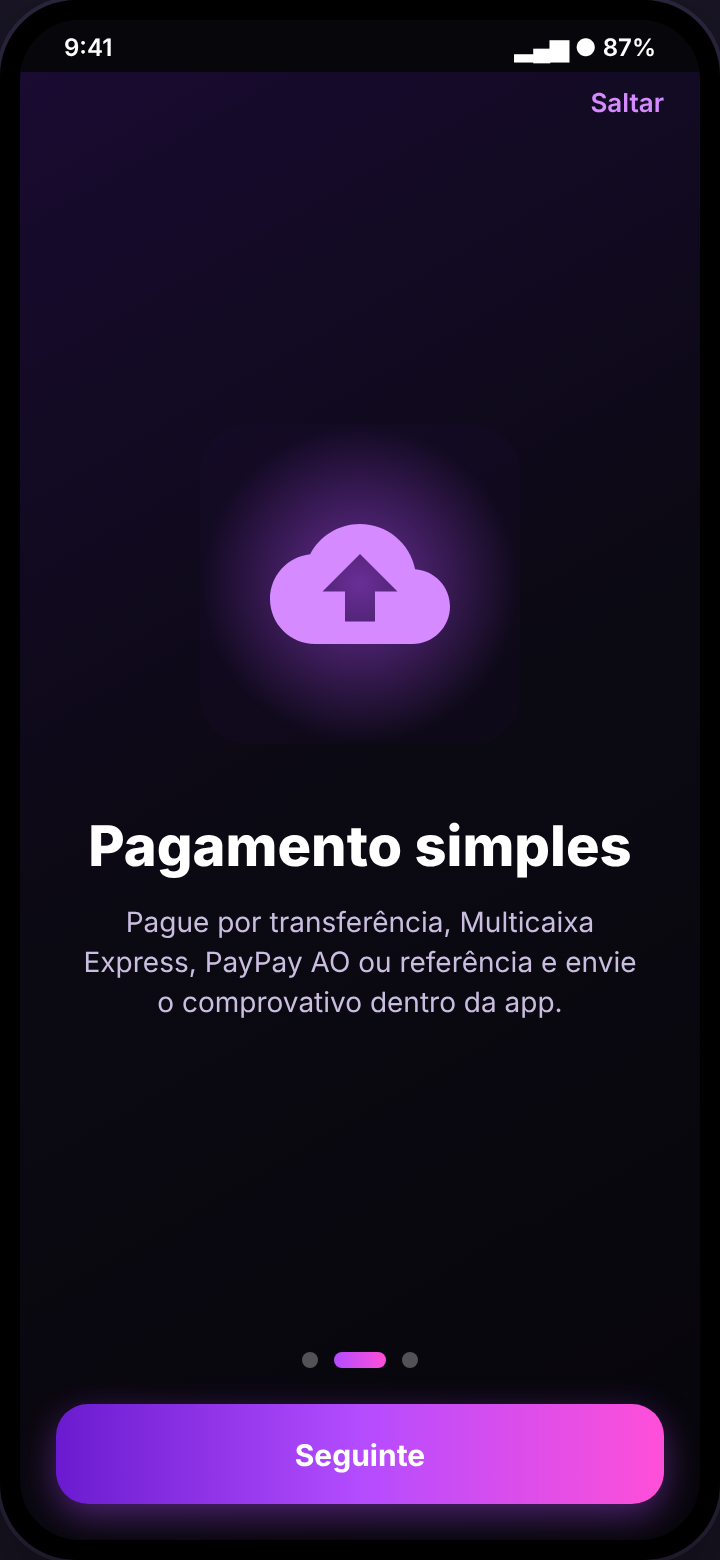 9:41
87%
Saltar
Pagamento simples
Pague por transferência, Multicaixa
Express, PayPay AO ou referência e envie
o comprovativo dentro da app.
Seguinte